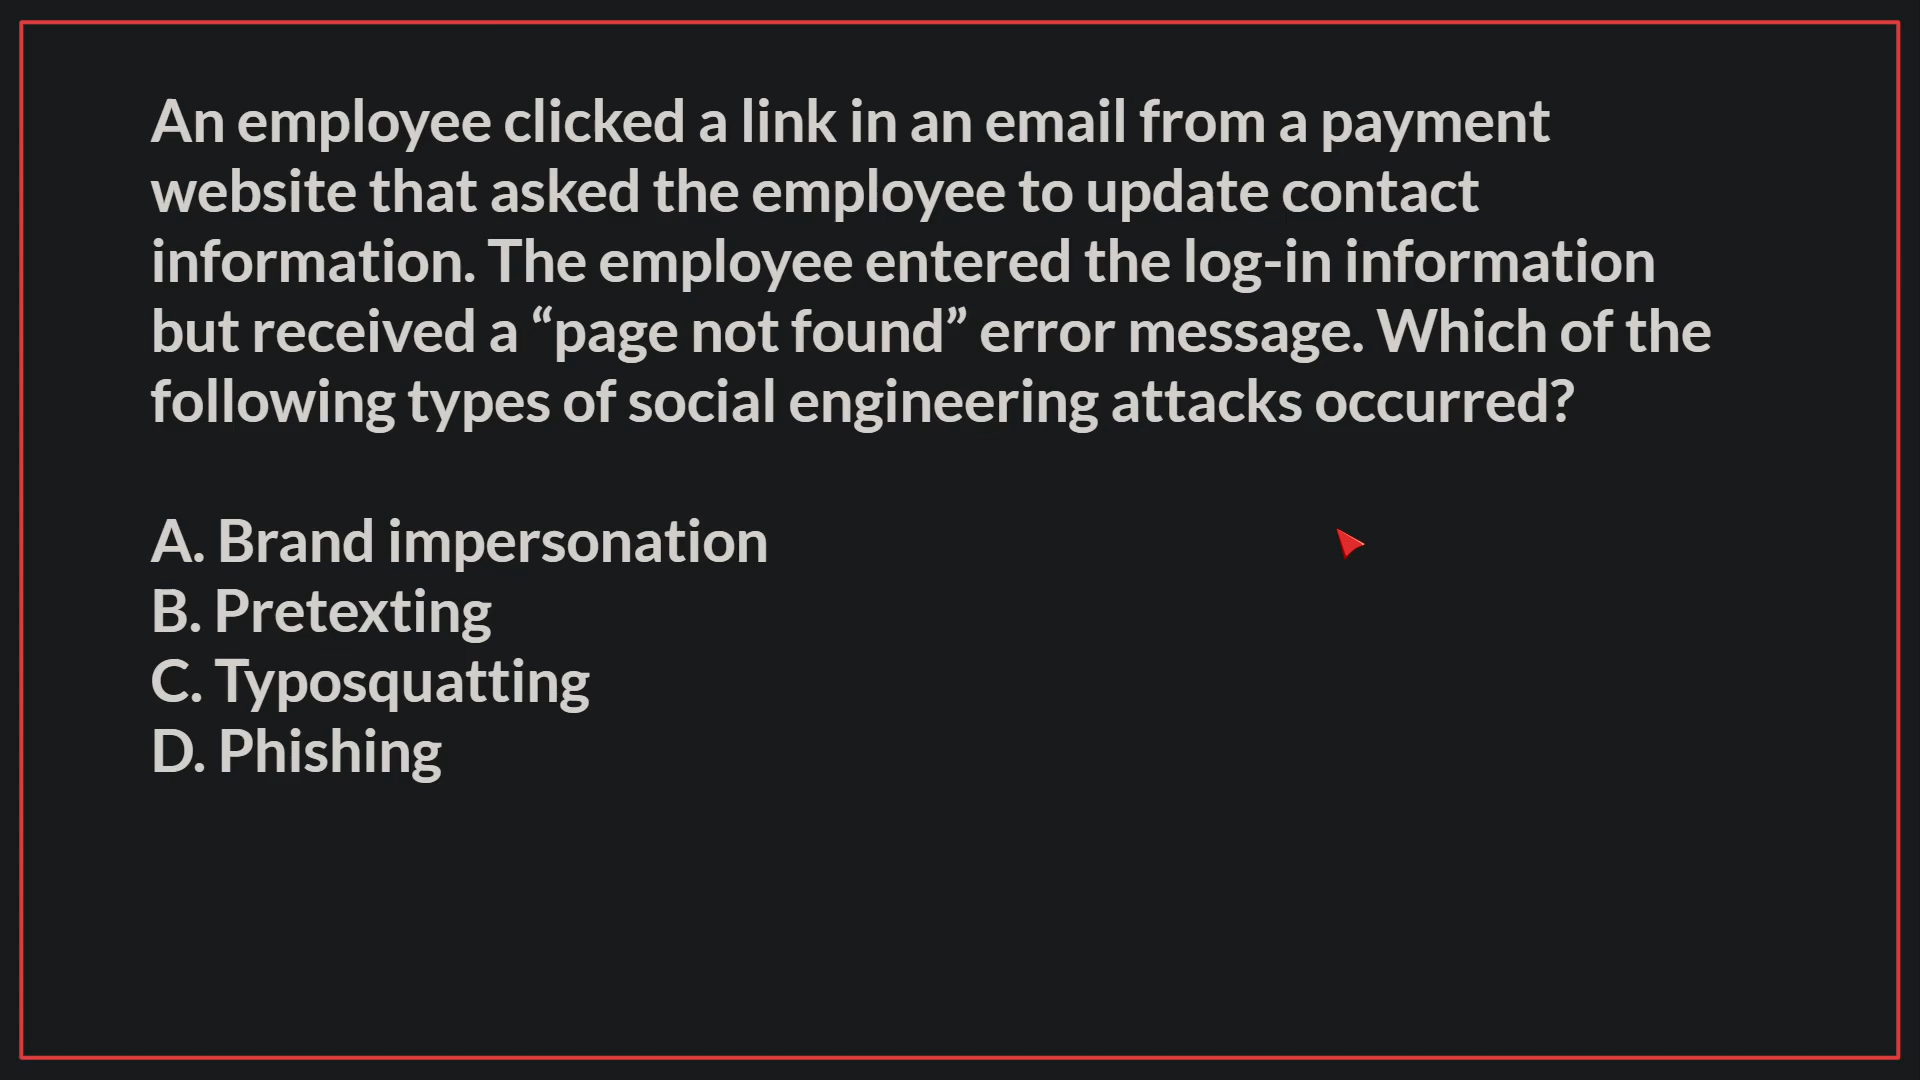 An employee clicked a link in an email from a payment
website that asked the employee to update contact
information. The employee entered the log-in information
but received a “page not found” error message. Which of the
following types of social engineering attacks occurred?
A. Brand impersonation
B. Pretexting
C. Typosquatting
D. Phishing